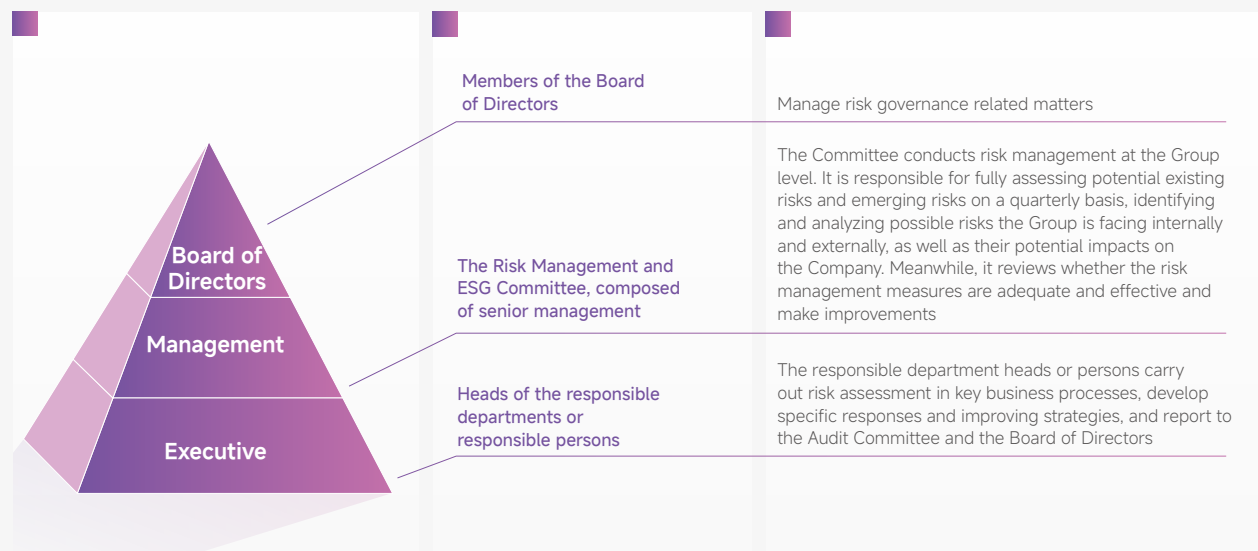 Board of
Directors
Management
Executive
Members of the Board
of Directors
Manage risk governance related matters
The Risk Management and
ESG Committee, composed
of senior management
The Committee conducts risk management at the Group
level. It is responsible for fully assessing potential existing
risks and emerging risks on a quarterly basis, identifying
and analyzing possible risks the Group is facing internally
and externally, as well as their potential impacts on
the Company. Meanwhile, it reviews whether the risk
management measures are adequate and effective and
make improvements
Heads of the responsible
departments or
responsible persons
The responsible department heads or persons carry
out risk assessment in key business processes, develop
specific responses and improving strategies, and report to
the Audit Committee and the Board of Directors